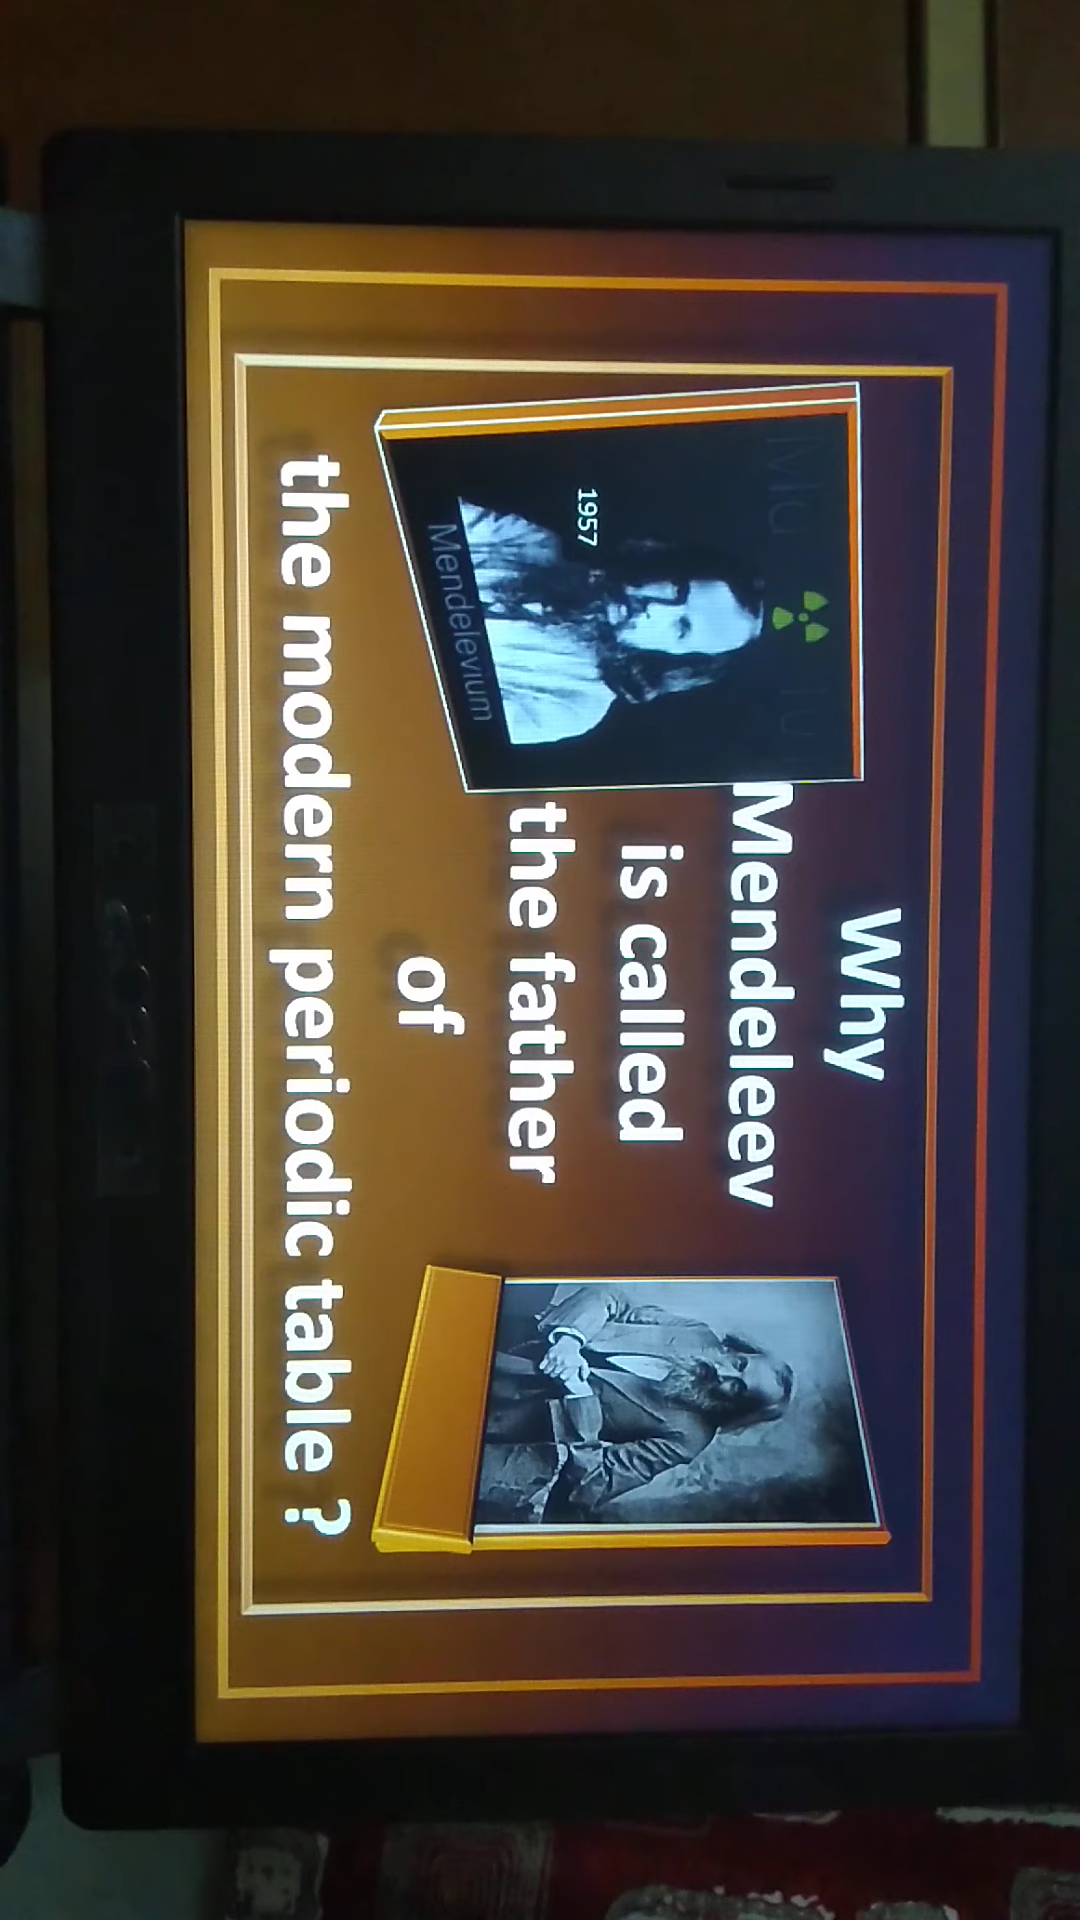 Why
Mendeleev
is called
the father
of
the modern periodic table ?
1957
Mendelevium